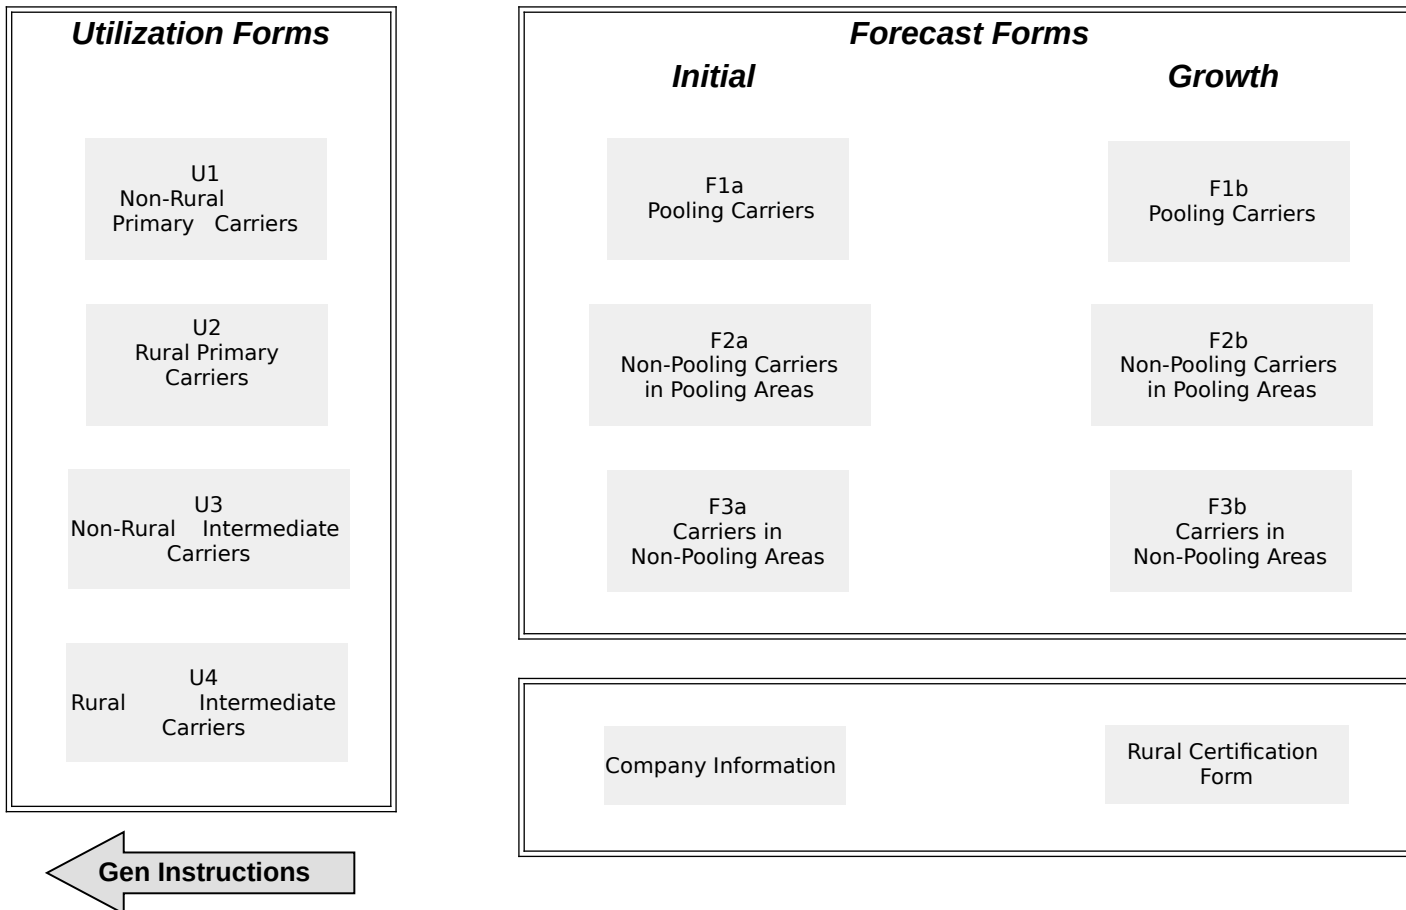 Utilization Forms
U1
Non-Rural
Primary Carriers
U2
Rural Primary
Carriers
U3
Non-Rural Intermediate
Carriers
U4
Rural Intermediate
Carriers
Gen Instructions
Forecast Forms
Initial
Growth
F1a
Pooling Carriers
F1b
Pooling Carriers
F2a
Non-Pooling Carriers
in Pooling Areas
F2b
Non-Pooling Carriers
in Pooling Areas
F3a
Carriers in
Non-Pooling Areas
F3b
Carriers in
Non-Pooling Areas
Company Information
Rural Certification
Form